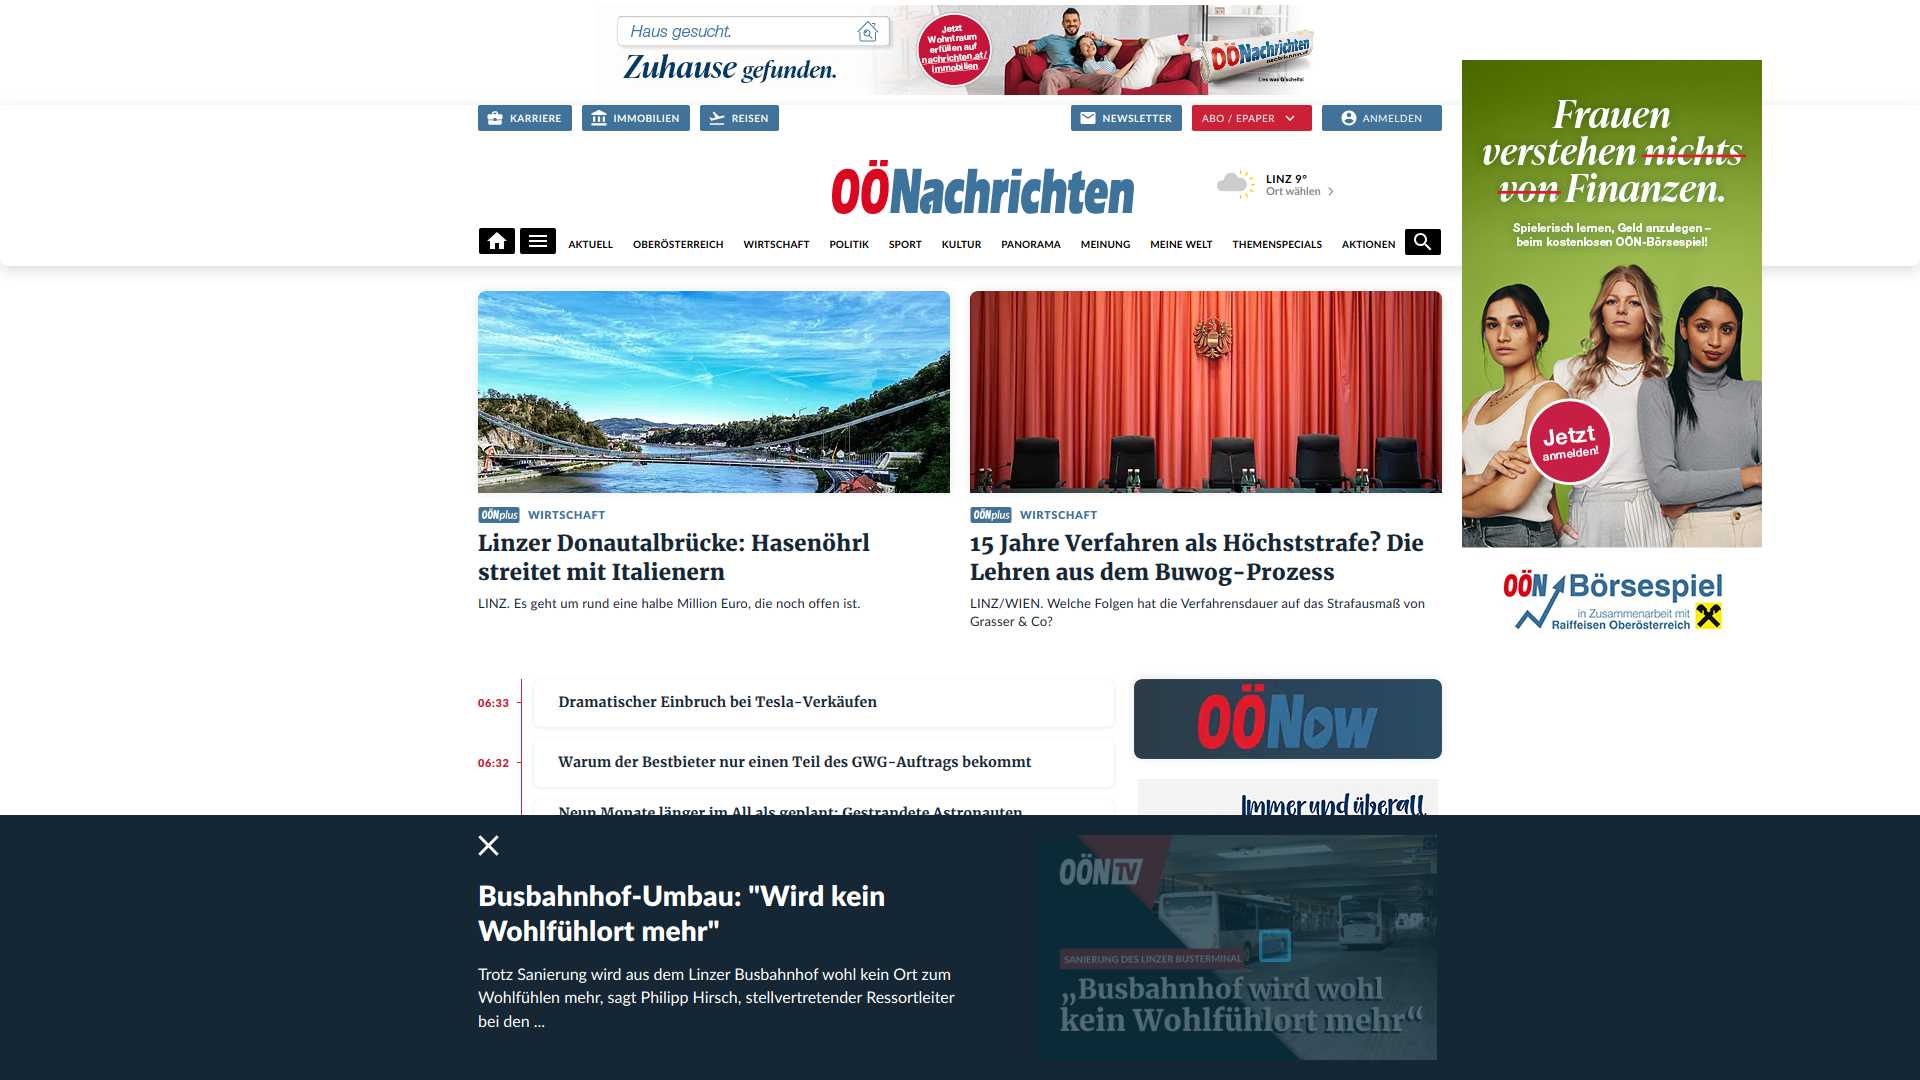 Haus gesucht.
Zuhause gefunden.
Jetzt
Wohntraum
erfüllen auf
nachrichten.at/
immobilien
OÖNachrichten
Lies was Gscheits!
KARRIERE
IMMOBILIEN
REISEN
NEWSLETTER
ABO / EPAPER
ANMELDEN
OÖNachrichten
LINZ 9°
Ort wählen
AKTUELL
OBERÖSTERREICH
WIRTSCHAFT
POLITIK
SPORT
KULTUR
PANORAMA
MEINUNG
MEINE WELT
THEMENSPECIALS
AKTIONEN
Frauen
verstehen nichts
von Finanzen.
Spielerisch lernen, Geld anzulegen –
beim kostenlosen OÖN-Börsespiel!
Jetzt
anmelden!
OÖN Börsespiel
in Zusammenarbeit mit
Raiffeisen Oberösterreich
OÖNplus WIRTSCHAFT
Linzer Donautalbrücke: Hasenöhrl
streitet mit Italienern
LINZ. Es geht um rund eine halbe Million Euro, die noch offen ist.
OÖNplus WIRTSCHAFT
15 Jahre Verfahren als Höchststrafe? Die
Lehren aus dem Buwog-Prozess
LINZ/WIEN. Welche Folgen hat die Verfahrensdauer auf das Strafausmaß von
Grasser & Co?
06:33 Dramatischer Einbruch bei Tesla-Verkäufen
06:32 Warum der Bestbieter nur einen Teil des GWG-Auftrags bekommt
Neun Monate länger im All als geplant: Gestrandete Astronauten
OÖNow
Immer und überall
Busbahnhof-Umbau: "Wird kein
Wohlfühlort mehr"
Trotz Sanierung wird aus dem Linzer Busbahnhof wohl kein Ort zum
Wohlfühlen mehr, sagt Philipp Hirsch, stellvertretender Ressortleiter
bei den ...
OÖN TV
SANIERUNG DES LINZER BUSTERMINAL
„Busbahnhof wird wohl
kein Wohlfühlort mehr“